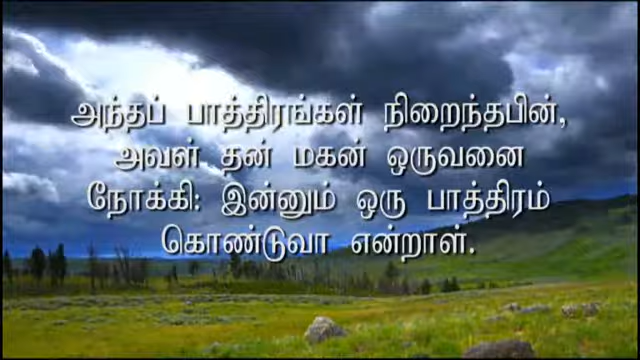 அந்தப் பாத்திரங்கள் நிறைந்தபின்,
அவள் தன் மகன் ஒருவனை
நோக்கி: இன்னும் ஒரு பாத்திரம்
கொண்டுவா என்றாள்.